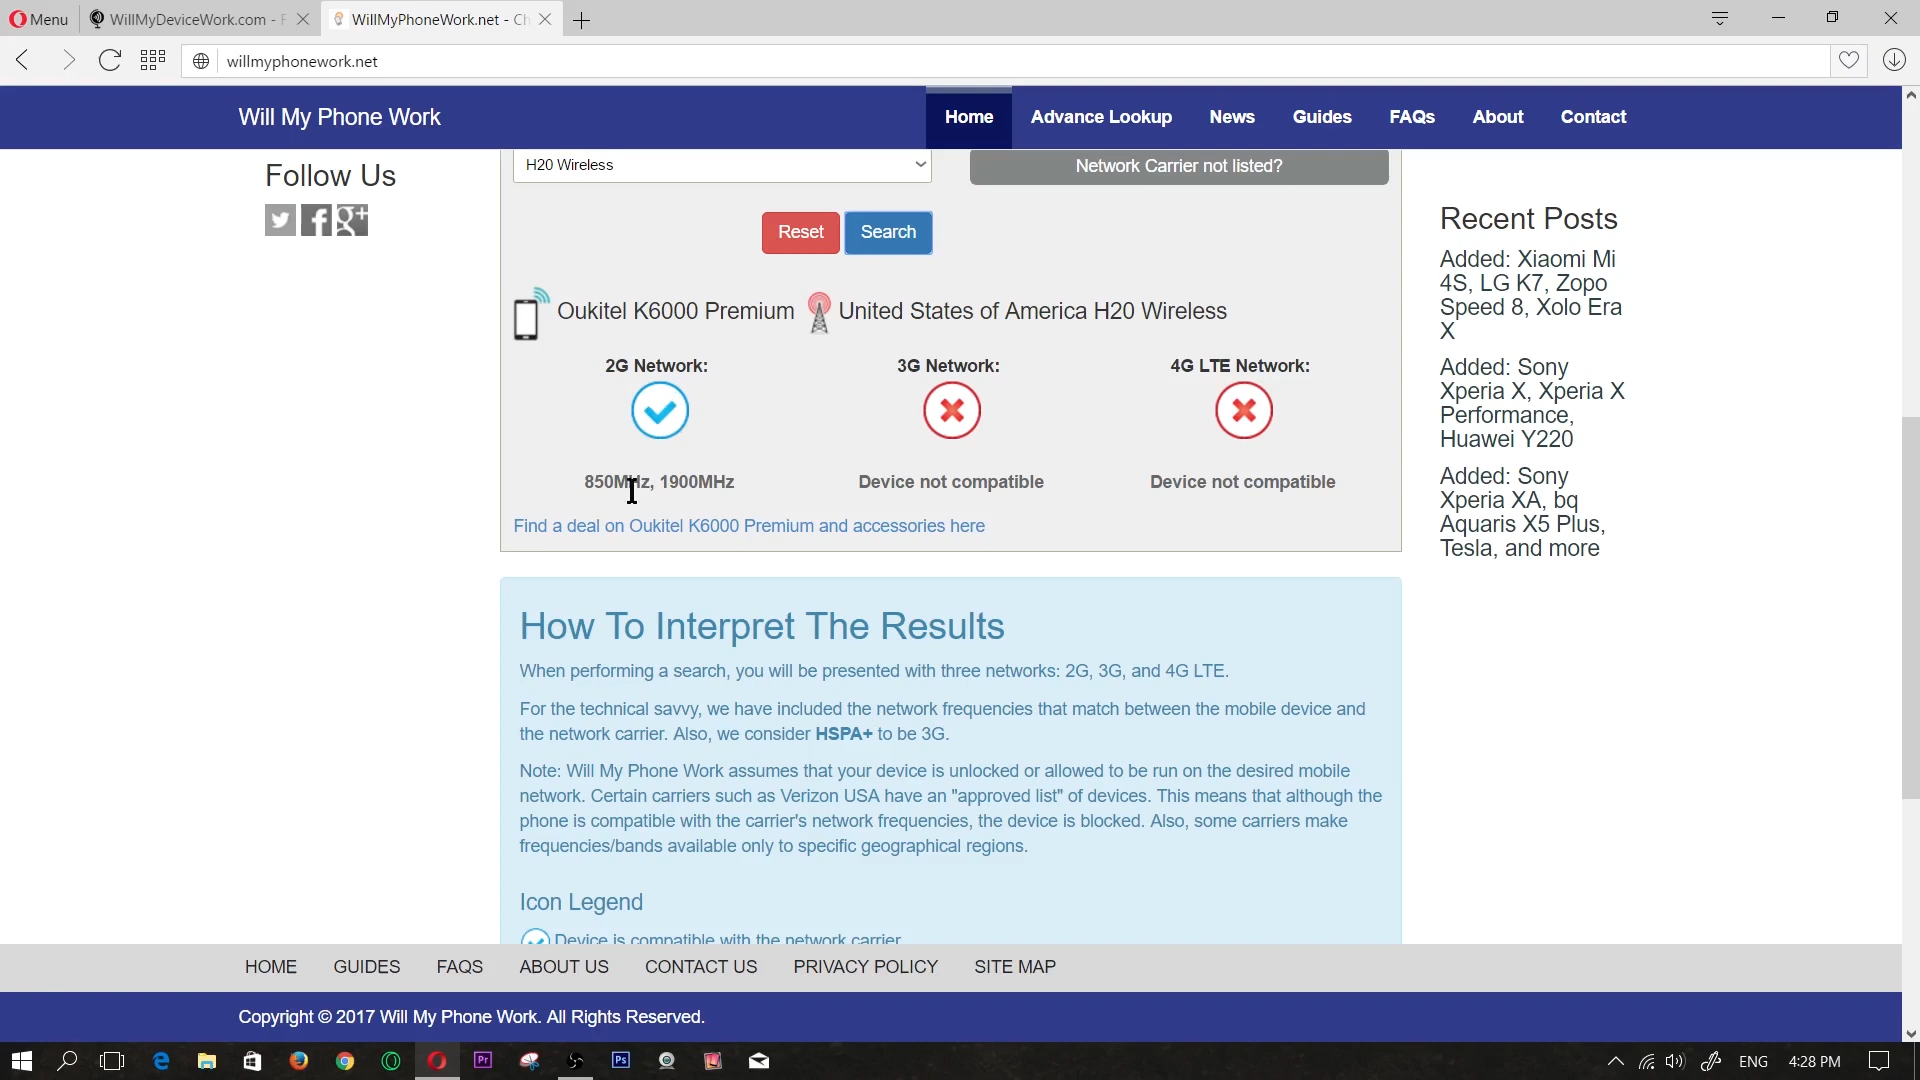 Menu
WillMyDeviceWork.com - F
WillMyPhoneWork.net - Ch
willmyphonework.net
Will My Phone Work
Home
Advance Lookup
News
Guides
FAQs
About
Contact
Follow Us
H20 Wireless
Network Carrier not listed?
Reset
Search
Oukitel K6000 Premium
United States of America H20 Wireless
2G Network:
3G Network:
4G LTE Network:
850MHz, 1900MHz
Device not compatible
Device not compatible
Find a deal on Oukitel K6000 Premium and accessories here
Recent Posts
Added: Xiaomi Mi
4S, LG K7, Zopo
Speed 8, Xolo Era
X
Added: Sony
Xperia X, Xperia X
Performance,
Huawei Y220
Added: Sony
Xperia XA, bq
Aquaris X5 Plus,
Tesla, and more
How To Interpret The Results
When performing a search, you will be presented with three networks: 2G, 3G, and 4G LTE.
For the technical savvy, we have included the network frequencies that match between the mobile device and
the network carrier. Also, we consider HSPA+ to be 3G.
Note: Will My Phone Work assumes that your device is unlocked or allowed to be run on the desired mobile
network. Certain carriers such as Verizon USA have an "approved list" of devices. This means that although the
phone is compatible with the carrier's network frequencies, the device is blocked. Also, some carriers make
frequencies/bands available only to specific geographical regions.
Icon Legend
Device is compatible with the network carrier
HOME
GUIDES
FAQS
ABOUT US
CONTACT US
PRIVACY POLICY
SITE MAP
Copyright © 2017 Will My Phone Work. All Rights Reserved.
ENG
4:28 PM